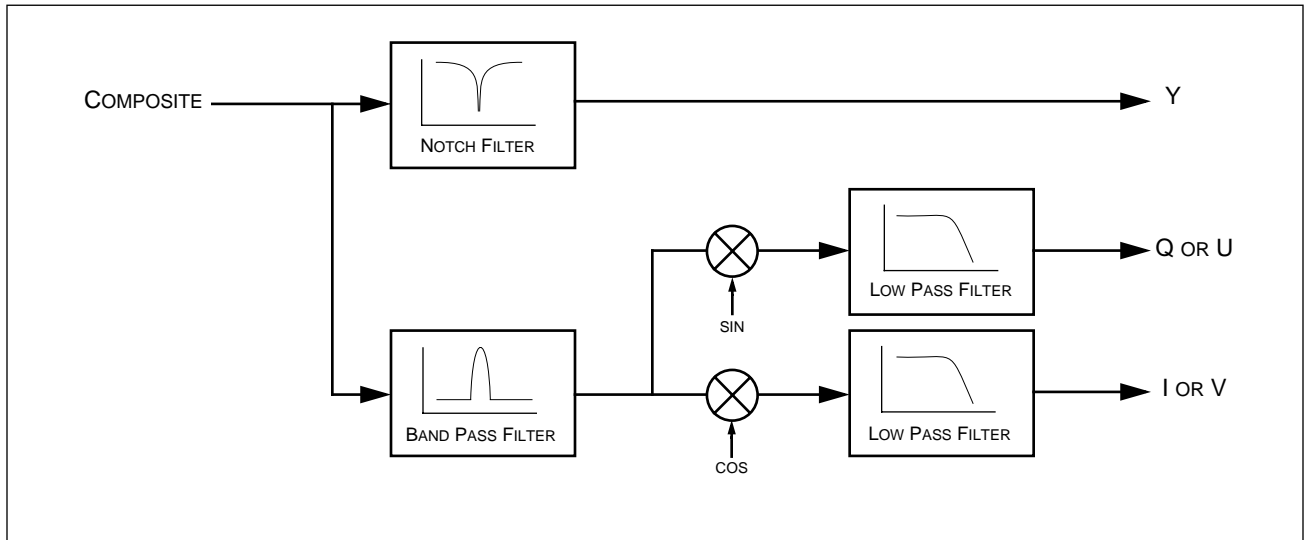 COMPOSITE
NOTCH FILTER
Y
SIN
LOW PASS FILTER
Q OR U
BAND PASS FILTER
COS
LOW PASS FILTER
I OR V